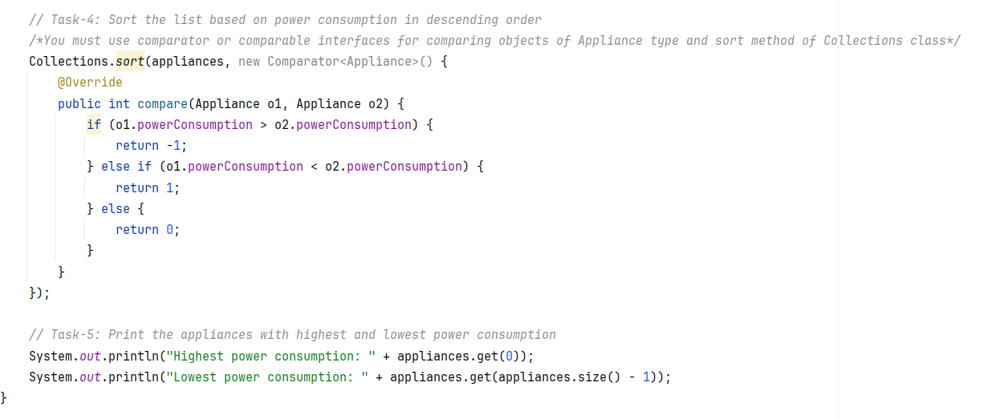 // Task-4: Sort the list based on power consumption in descending order
/*You must use comparator or comparable interfaces for comparing objects of Appliance type and sort method of Collections class*/
Collections.sort(appliances, new Comparator<Appliance>() {
    @Override
    public int compare(Appliance o1, Appliance o2) {
        if (o1.powerConsumption > o2.powerConsumption) {
            return -1;
        } else if (o1.powerConsumption < o2.powerConsumption) {
            return 1;
        } else {
            return 0;
        }
    }
});
// Task-5: Print the appliances with highest and lowest power consumption
System.out.println("Highest power consumption: " + appliances.get(0));
System.out.println("Lowest power consumption: " + appliances.get(appliances.size() - 1));
}